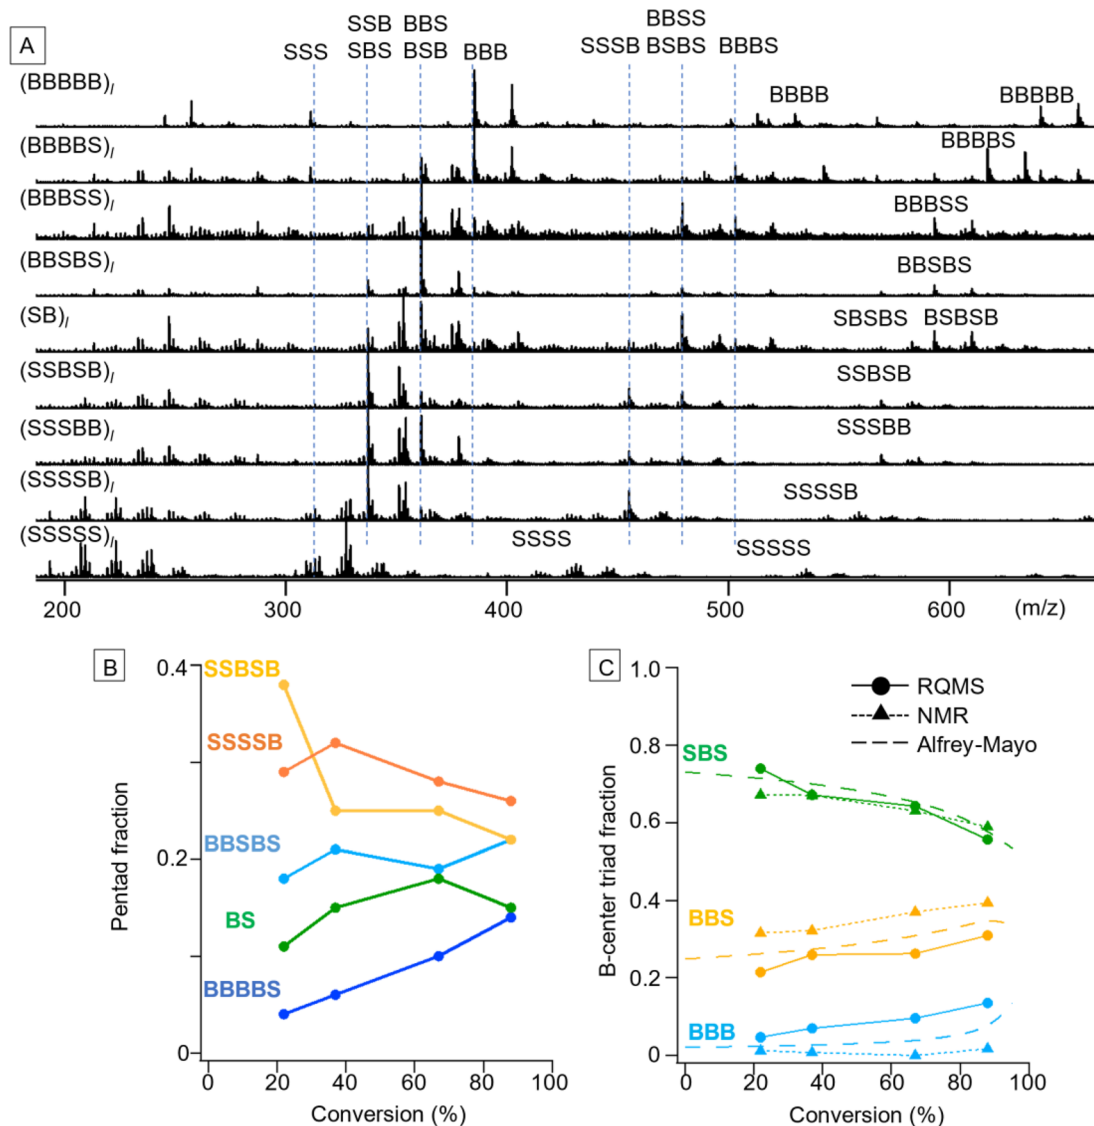 A
SSB BBS BBSS
SSS SBS BSB BBB SSSB BSBS BBBS
(BBBBB)l BBBB BBBBB
(BBBBS)l BBBBS
(BBBSS)l BBBSS
(BBSBS)l BBSBS
(SB)l SBSBS BSBSB
(SSBSB)l SSBSB
(SSSBB)l SSSBB
(SSSSB)l SSSSB
(SSSSS)l SSSS SSSSS
200 300 400 500 600 (m/z)
B
Pentad fraction
0.4
0.2
0
SSBSB
SSSSB
BBSBS
BS
BBBBS
0 20 40 60 80 100
Conversion (%)
C
B-center triad fraction
1.0
0.8
0.6
0.4
0.2
0
RQMS
NMR
Alfrey-Mayo
SBS
BBS
BBB
0 20 40 60 80 100
Conversion (%)